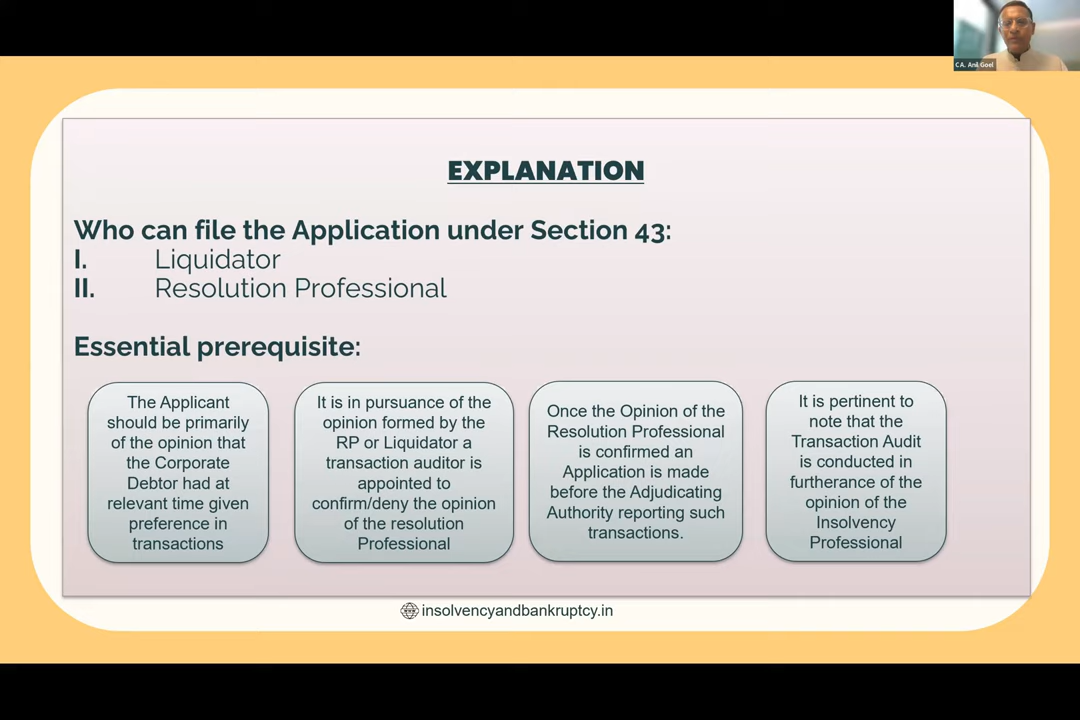 CA. Anil Goel
EXPLANATION
Who can file the Application under Section 43:
I. Liquidator
II. Resolution Professional
Essential prerequisite:
The Applicant
should be primarily
of the opinion that
the Corporate
Debtor had at
relevant time given
preference in
transactions
It is in pursuance of the
opinion formed by the
RP or Liquidator a
transaction auditor is
appointed to
confirm/deny the opinion
of the resolution
Professional
Once the Opinion of the
Resolution Professional
is confirmed an
Application is made
before the Adjudicating
Authority reporting such
transactions.
It is pertinent to
note that the
Transaction Audit
is conducted in
furtherance of the
opinion of the
Insolvency
Professional
insolvencyandbankruptcy.in